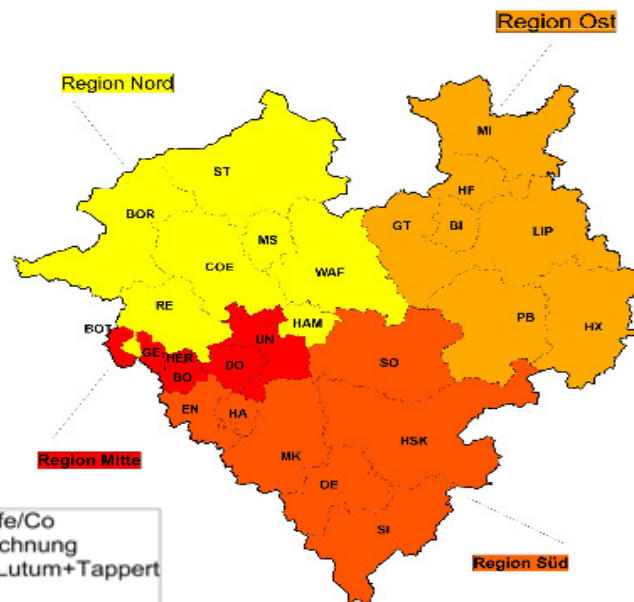 Region Ost
Region Nord
MI
ST
HF
BOR
MS
GT
BI
LIP
COE
WAF
RE
PB
HX
BOT
HAM
UN
GE
HER
DO
SO
BO
EN
HA
HSK
MK
Region Mitte
OE
SI
Region Süd
fe/Co
chnung
Lutum+Tappert